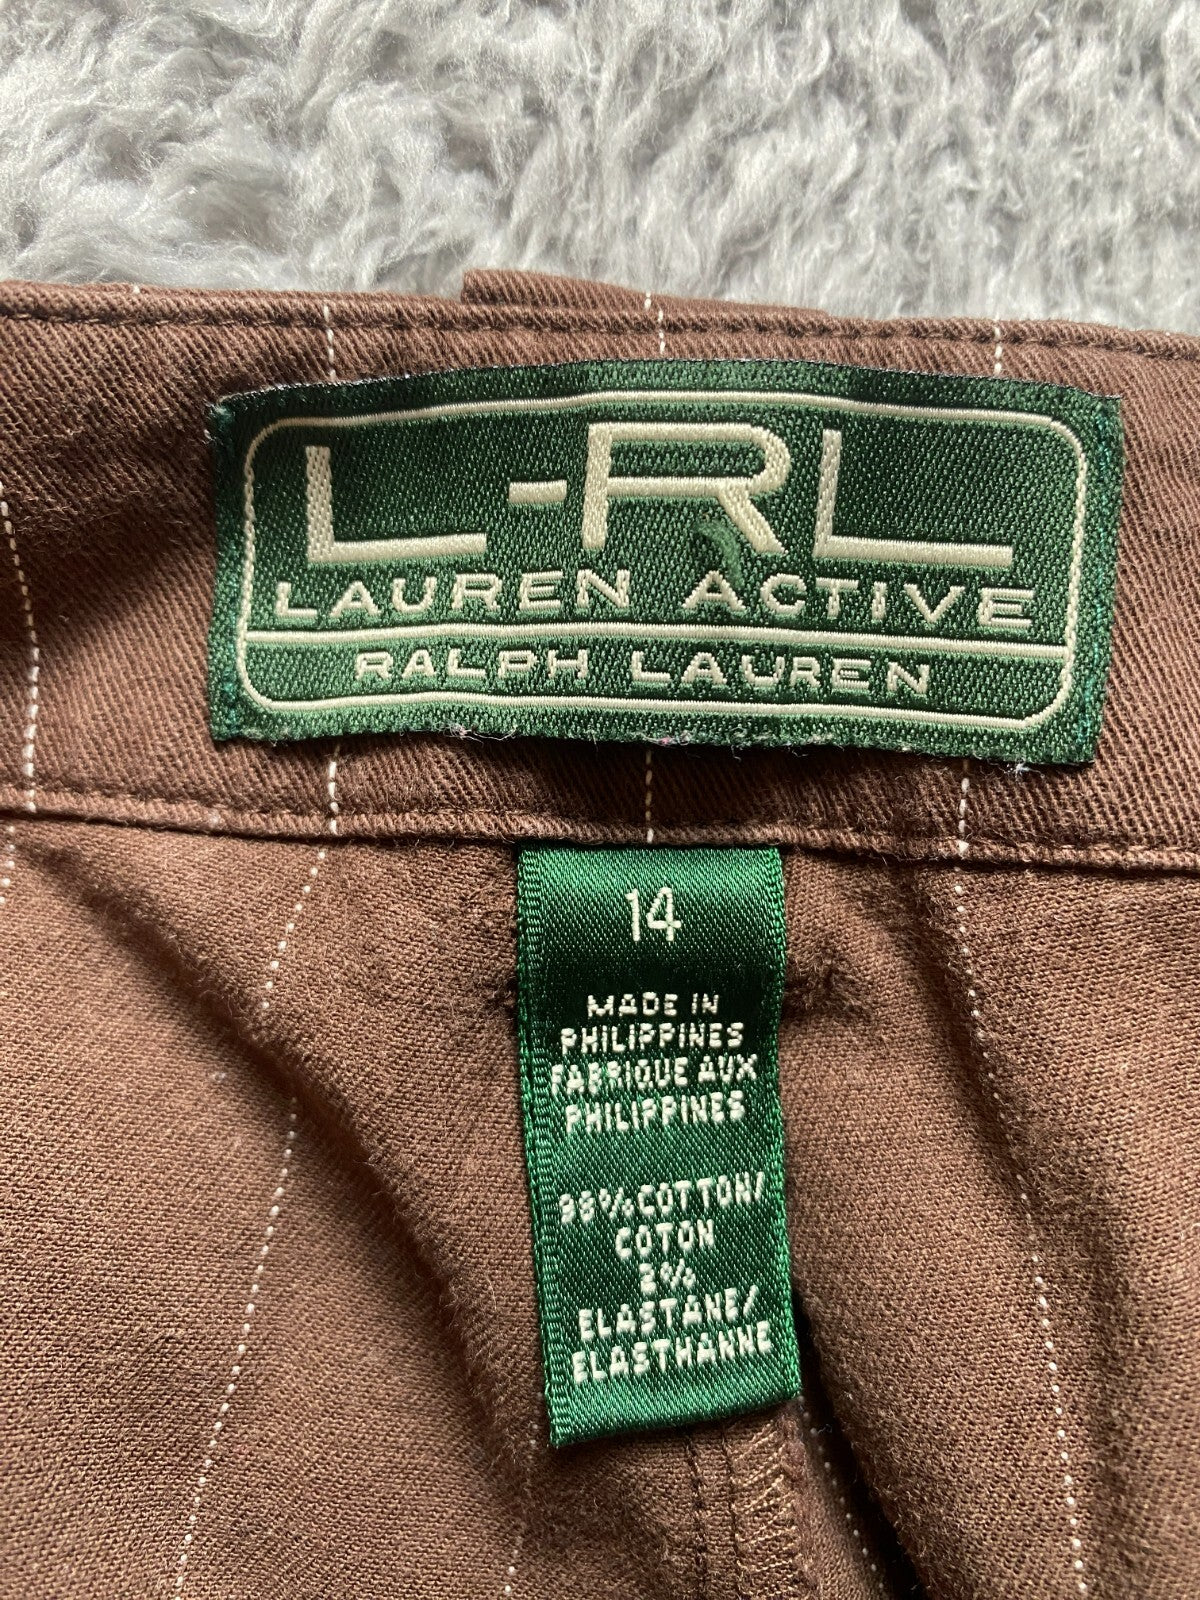 L-RL
LAUREN ACTIVE
RALPH LAUREN
14
MADE IN
PHILIPPINES
FABRIQUE AUX
PHILIPPINES
98% COTTON/
COTON
2%
ELASTANE/
ELASTHANNE